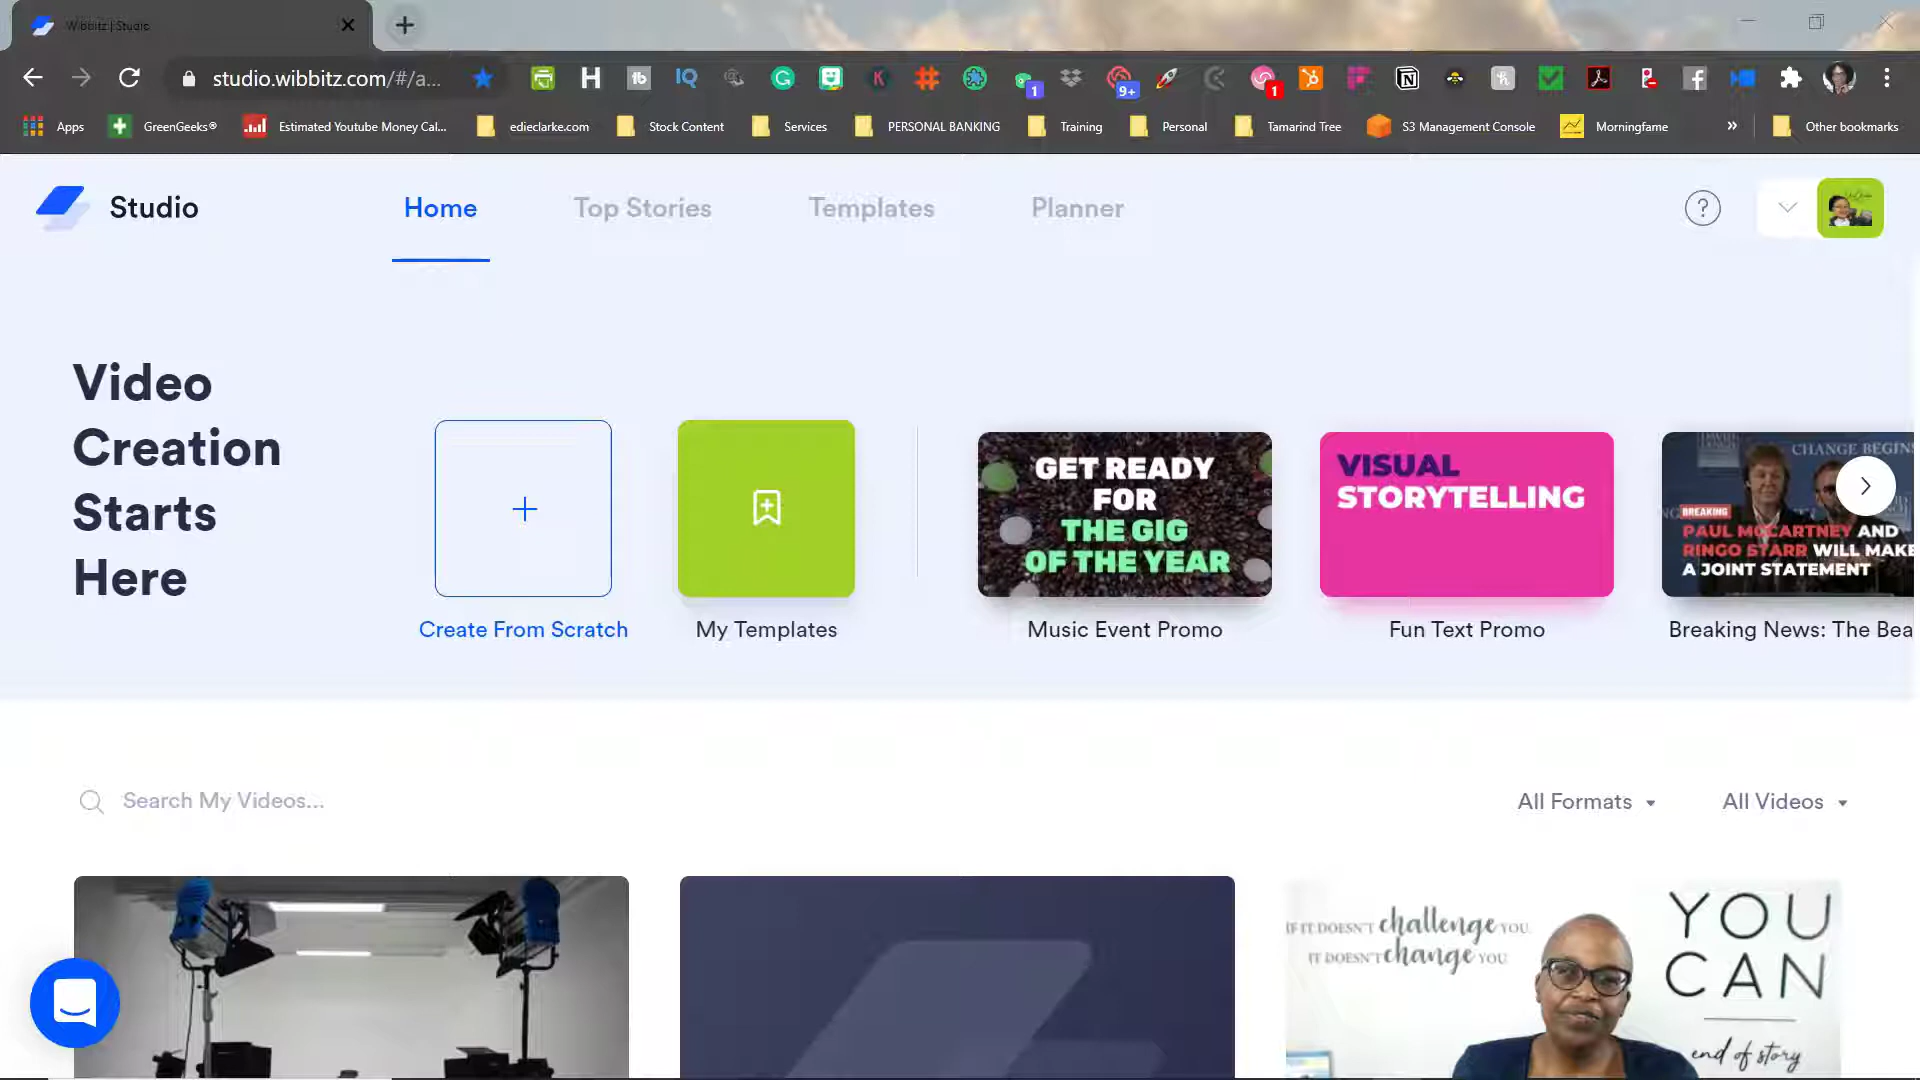 Wibbitz | Studio
studio.wibbitz.com/#/a...
1
9+
1
Apps
GreenGeeks®
Estimated Youtube Money Cal...
edieclarke.com
Stock Content
Services
PERSONAL BANKING
Training
Personal
Tamarind Tree
S3 Management Console
Morningfame
»
Other bookmarks
Studio
Home
Top Stories
Templates
Planner
?
Video
Creation
Starts
Here
Create From Scratch
My Templates
GET READY
FOR
THE GIG
OF THE YEAR
Music Event Promo
VISUAL
STORYTELLING
Fun Text Promo
CHANGE BEGINS
BREAKING
PAUL MCCARTNEY AND
RINGO STARR WILL MAKE
A JOINT STATEMENT
Breaking News: The Bea
Search My Videos...
All Formats
All Videos
IF IT DOESN'T challenge YOU
IT DOESN'T change YOU
YOU
CAN
end of story